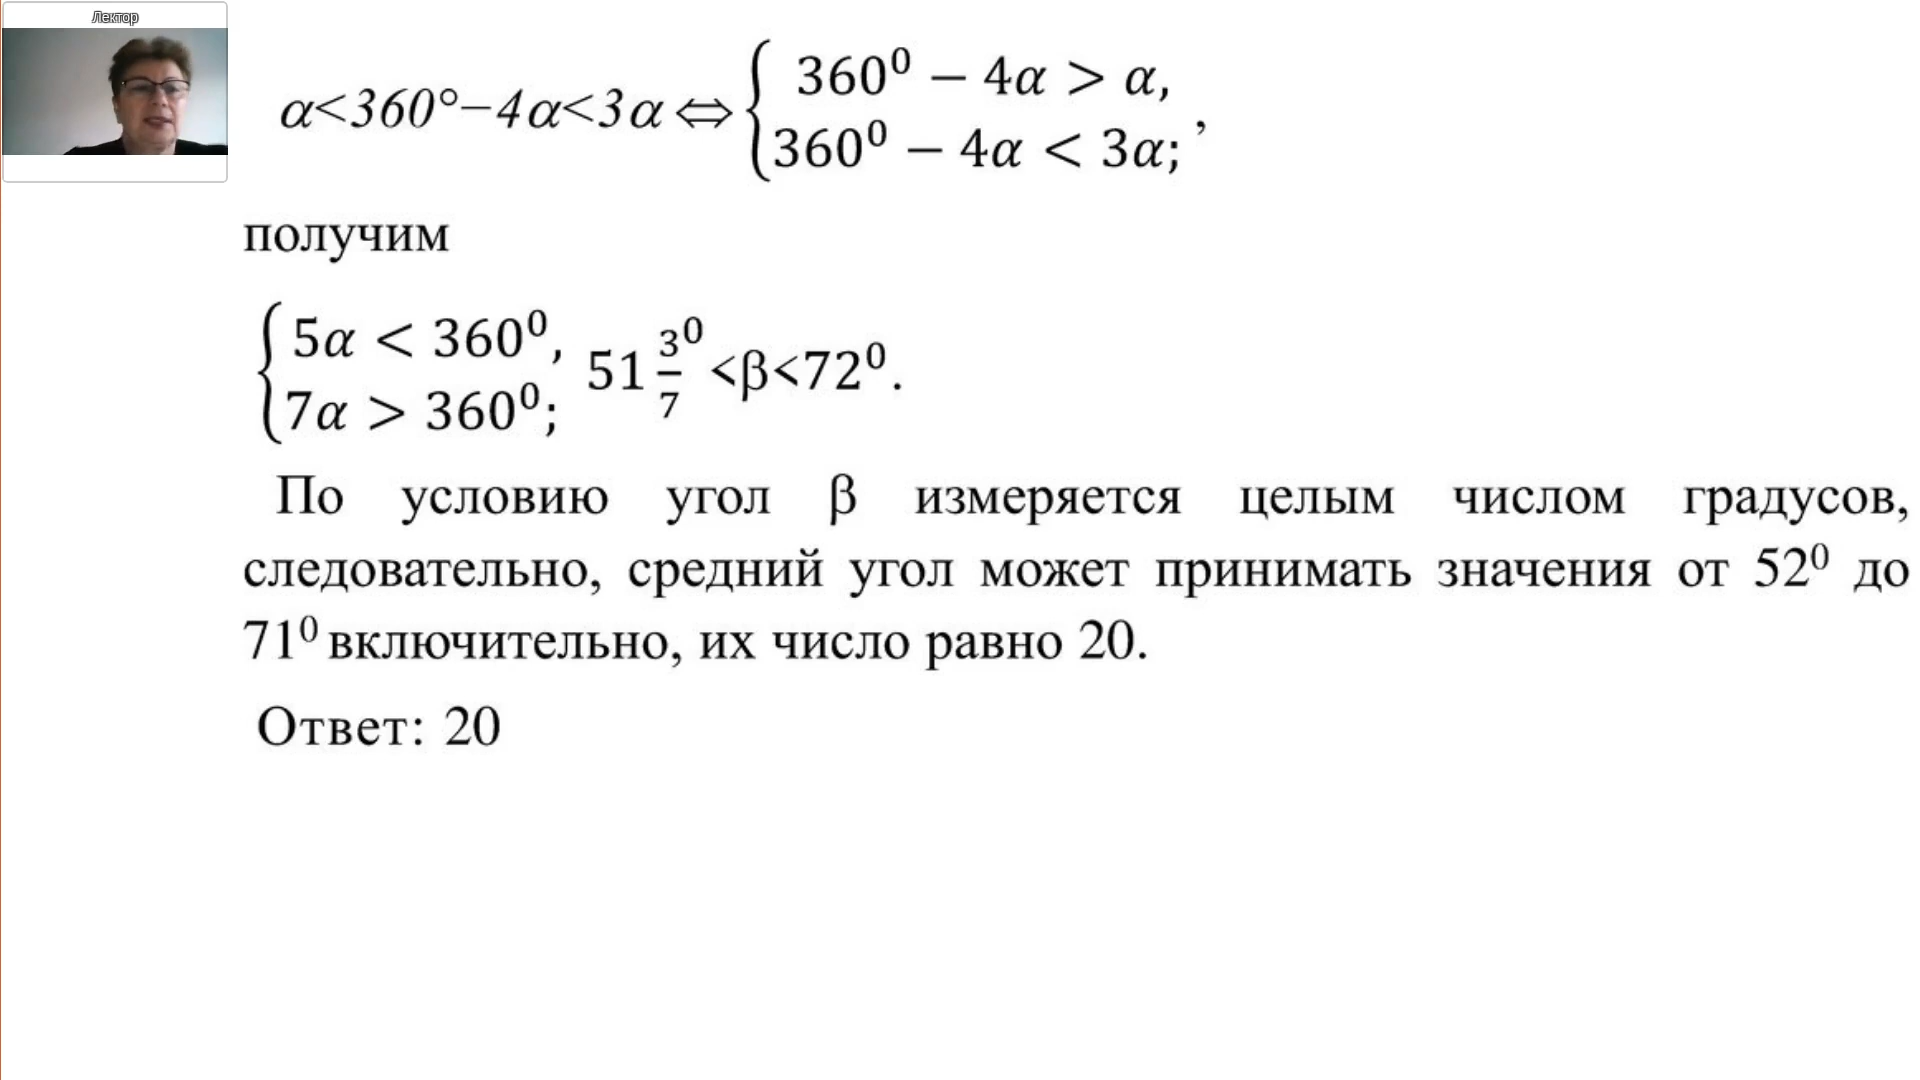 Лектор
α<360°−4α<3α ⇔ { 360⁰ − 4α > α,
360⁰ − 4α < 3α; ,
получим
{ 5α < 360⁰,
7α > 360⁰; 51 3/7⁰ <β<72⁰.
По условию угол β измеряется целым числом градусов,
следовательно, средний угол может принимать значения от 52⁰ до
71⁰ включительно, их число равно 20.
Ответ: 20